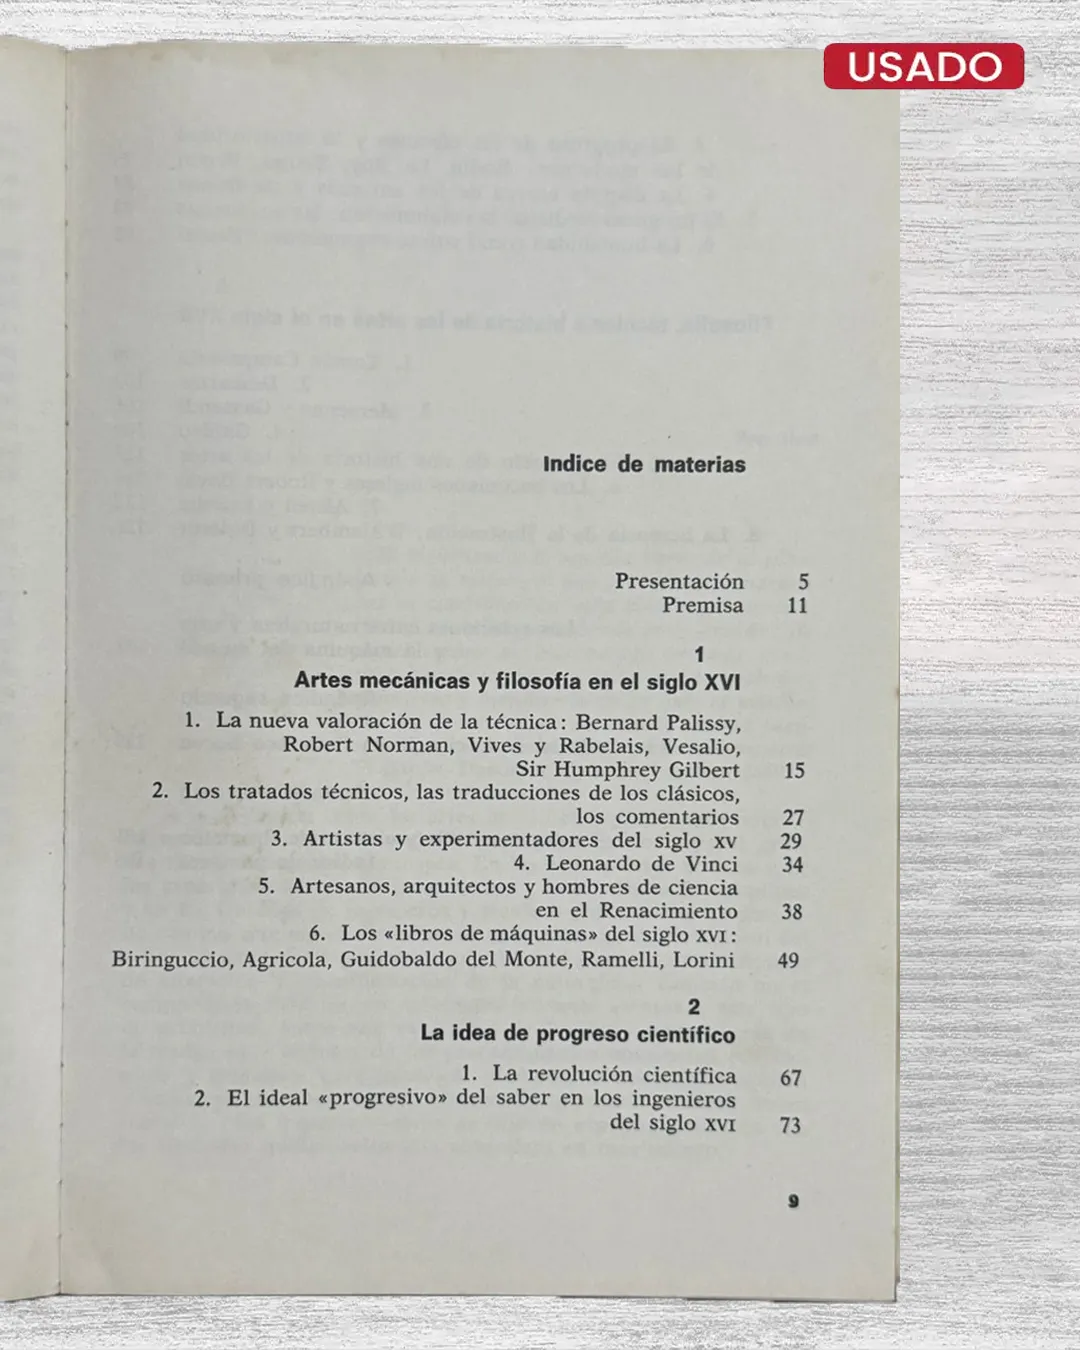 USADO
Indice de materias
Presentación 5
Premisa 11
1
Artes mecánicas y filosofía en el siglo XVI
1. La nueva valoración de la técnica: Bernard Palissy,
Robert Norman, Vives y Rabelais, Vesalio,
Sir Humphrey Gilbert 15
2. Los tratados técnicos, las traducciones de los clásicos,
los comentarios 27
3. Artistas y experimentadores del siglo XV 29
4. Leonardo de Vinci 34
5. Artesanos, arquitectos y hombres de ciencia
en el Renacimiento 38
6. Los «libros de máquinas» del siglo XVI:
Biringuccio, Agricola, Guidobaldo del Monte, Ramelli, Lorini 49
2
La idea de progreso científico
1. La revolución científica 67
2. El ideal «progresivo» del saber en los ingenieros
del siglo XVI 73
9